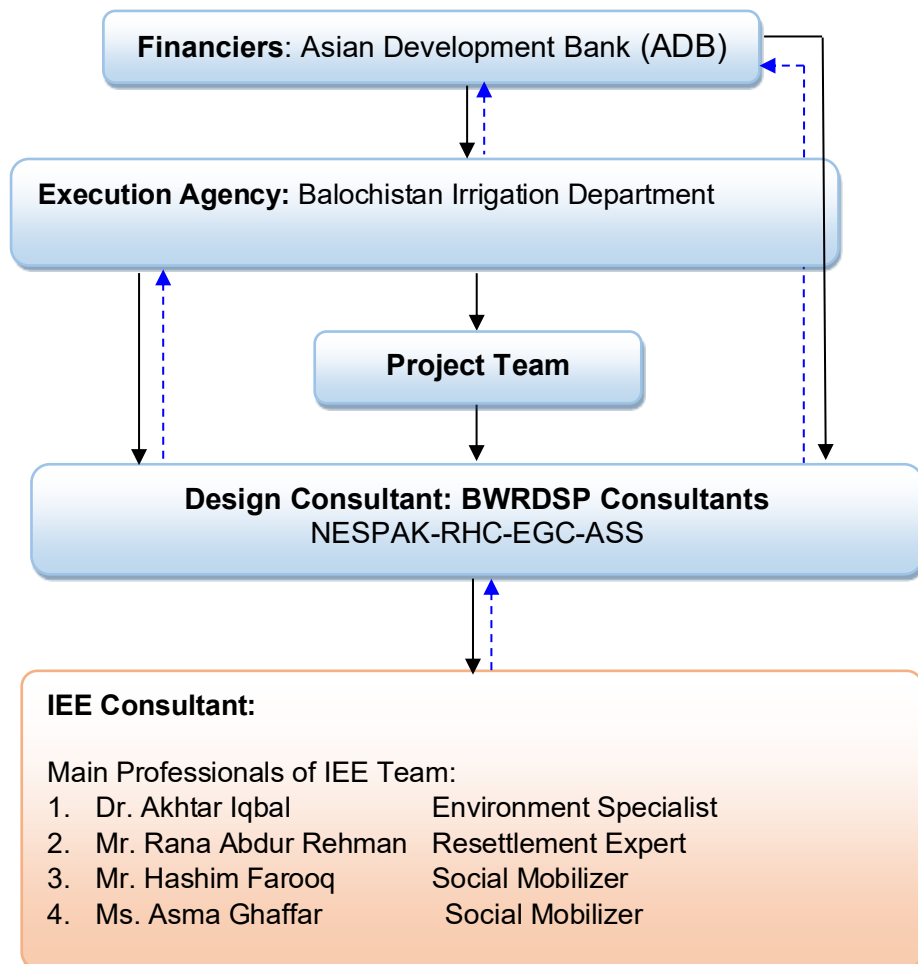 Financiers: Asian Development Bank (ADB)
Execution Agency: Balochistan Irrigation Department
Project Team
Design Consultant: BWRDSP Consultants
NESPAK-RHC-EGC-ASS
IEE Consultant:
Main Professionals of IEE Team:
1. Dr. Akhtar Iqbal Environment Specialist
2. Mr. Rana Abdur Rehman Resettlement Expert
3. Mr. Hashim Farooq Social Mobilizer
4. Ms. Asma Ghaffar Social Mobilizer